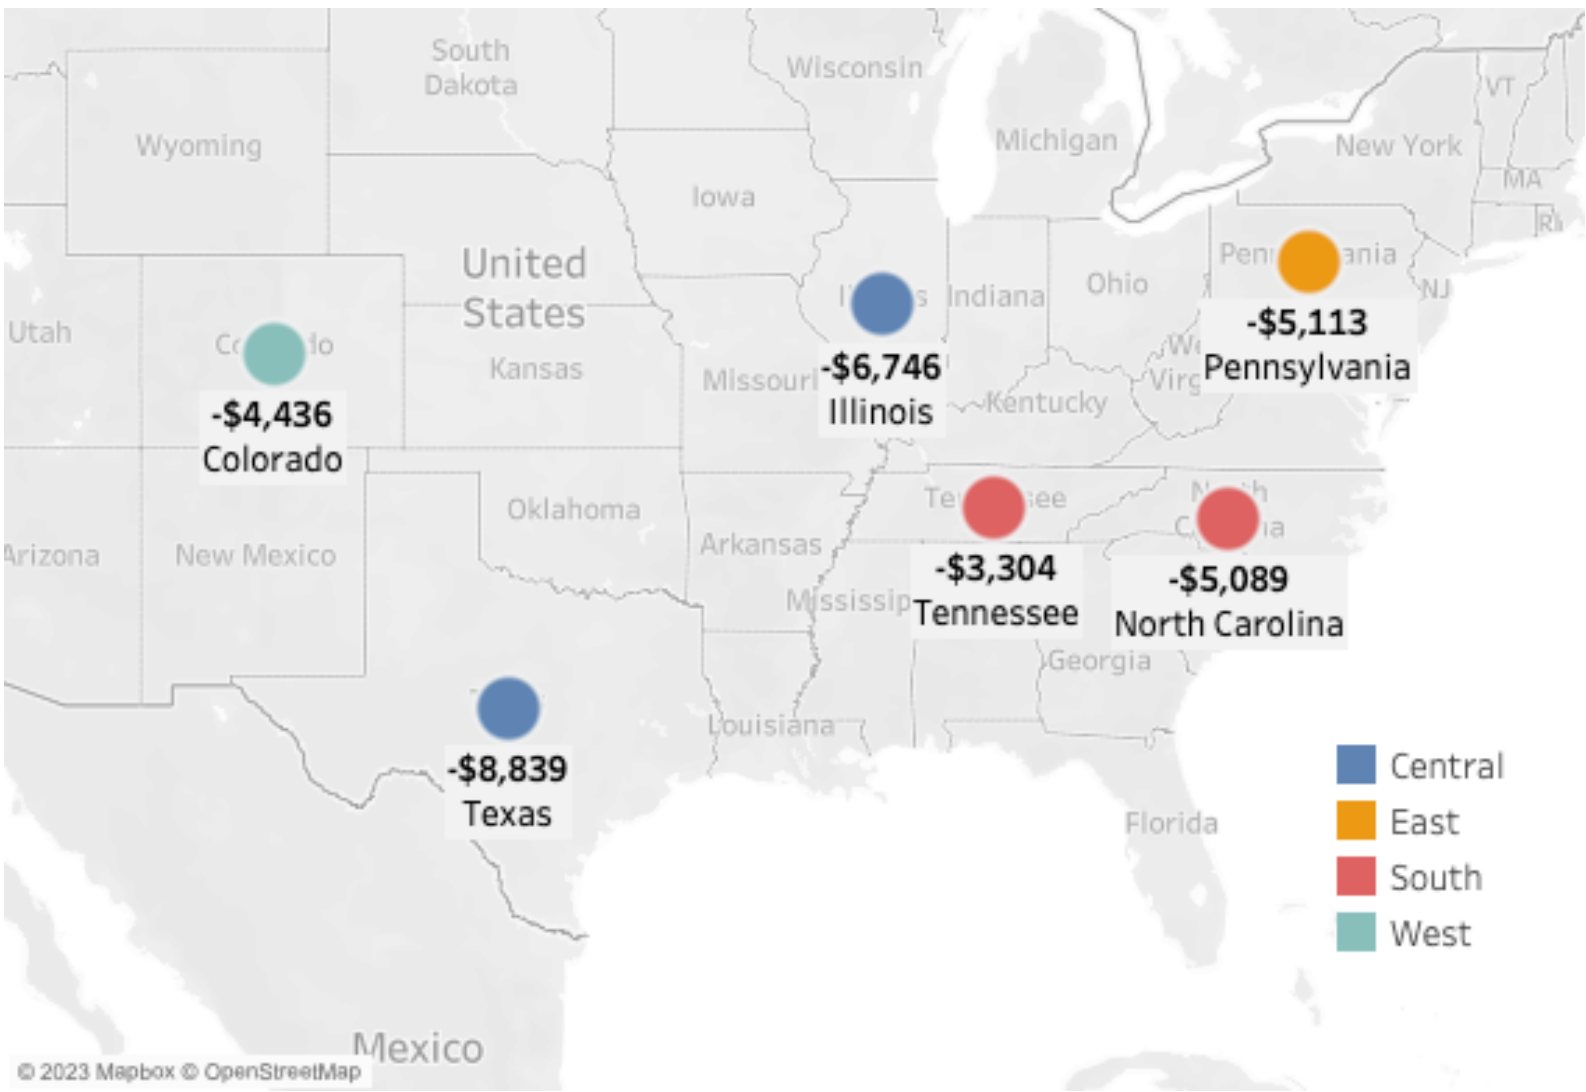 South
Dakota
Wisconsin
VT
Wyoming
Michigan
New York
MA
Iowa
United
States
Indiana
Ohio
NJ
-$5,113
Pennsylvania
Utah
-$4,436
Colorado
Kansas
Missouri
-$6,746
Illinois
Kentucky
Oklahoma
Arkansas
Arizona
New Mexico
-$3,304
Tennessee
-$5,089
North Carolina
Georgia
Louisiana
-$8,839
Texas
Florida
Central
East
South
West
Mexico
© 2023 Mapbox © OpenStreetMap